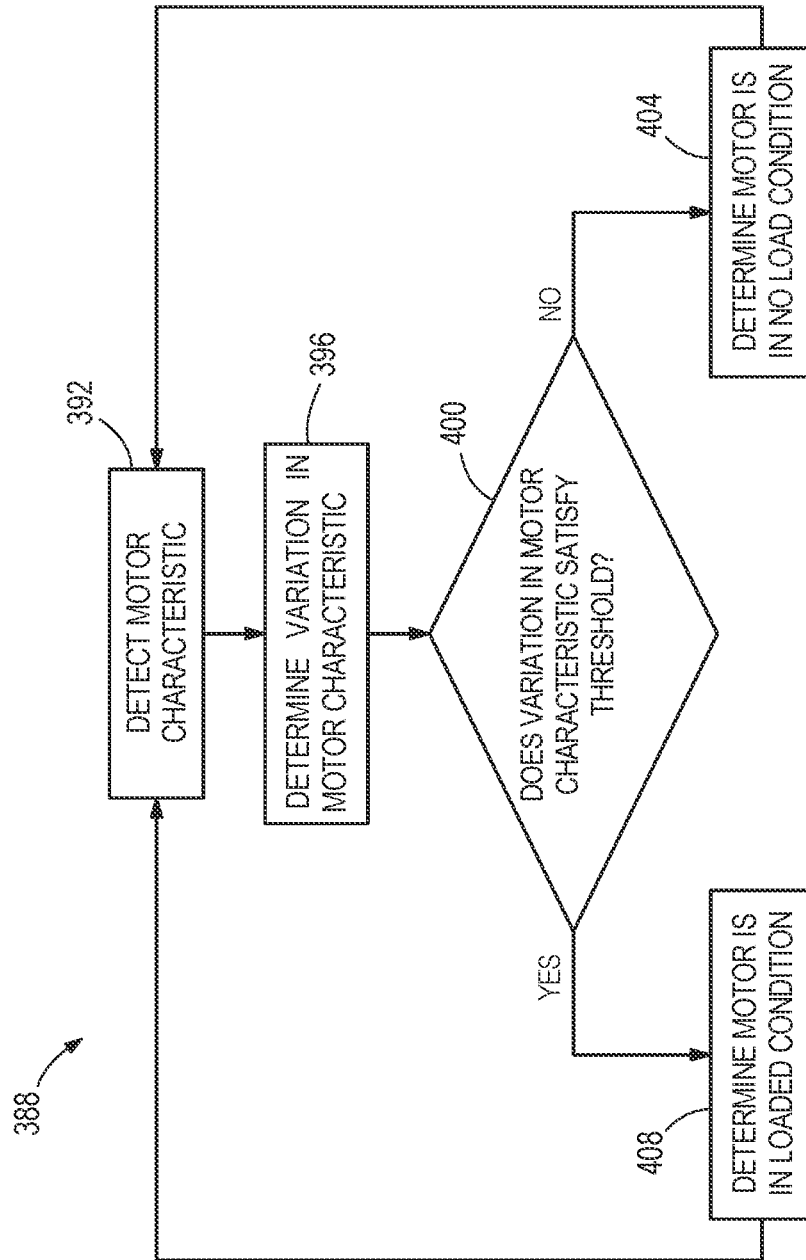 388
392
DETECT MOTOR
CHARACTERISTIC
396
DETERMINE VARIATION IN
MOTOR CHARACTERISTIC
400
DOES VARIATION IN MOTOR
CHARACTERISTIC SATISFY
THRESHOLD?
YES
NO
408
DETERMINE MOTOR IS
IN LOADED CONDITION
404
DETERMINE MOTOR IS
IN NO LOAD CONDITION